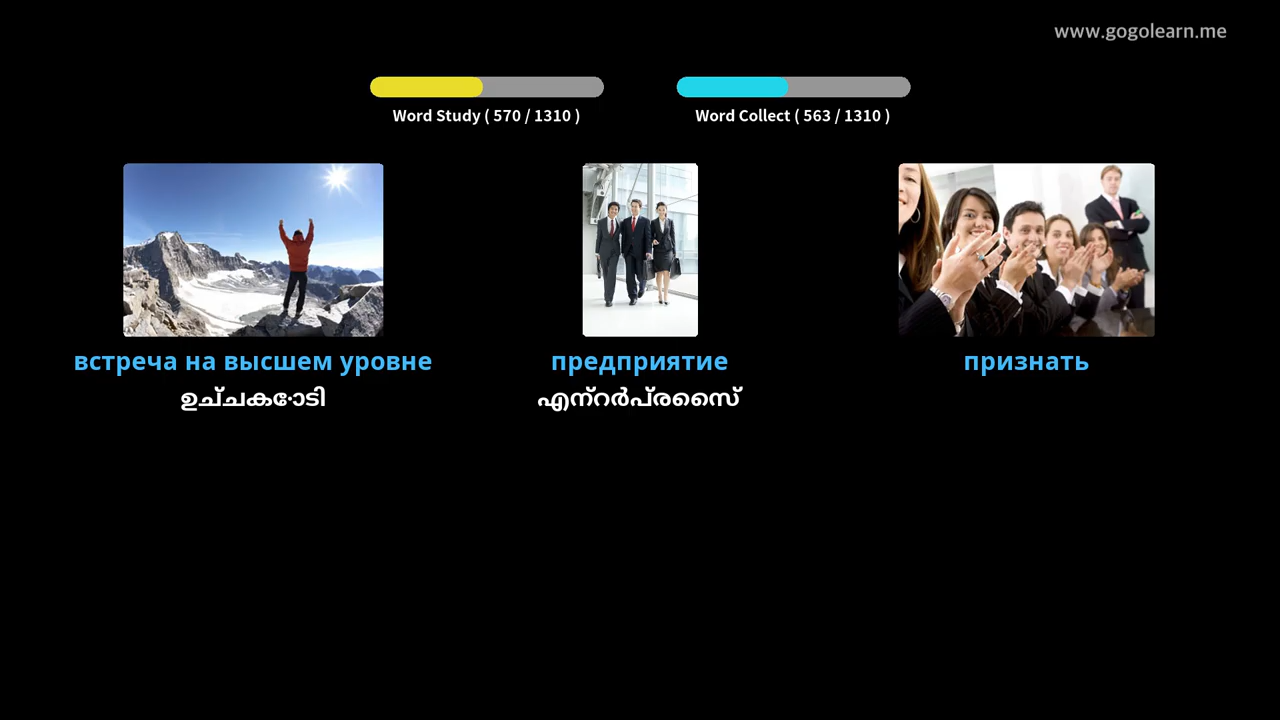 www.gogolearn.me
Word Study ( 570 / 1310 )
Word Collect ( 563 / 1310 )
встреча на высшем уровне
предприятие
признать
ഉച്ചകോടി
എന്റർപ്രൈസ്